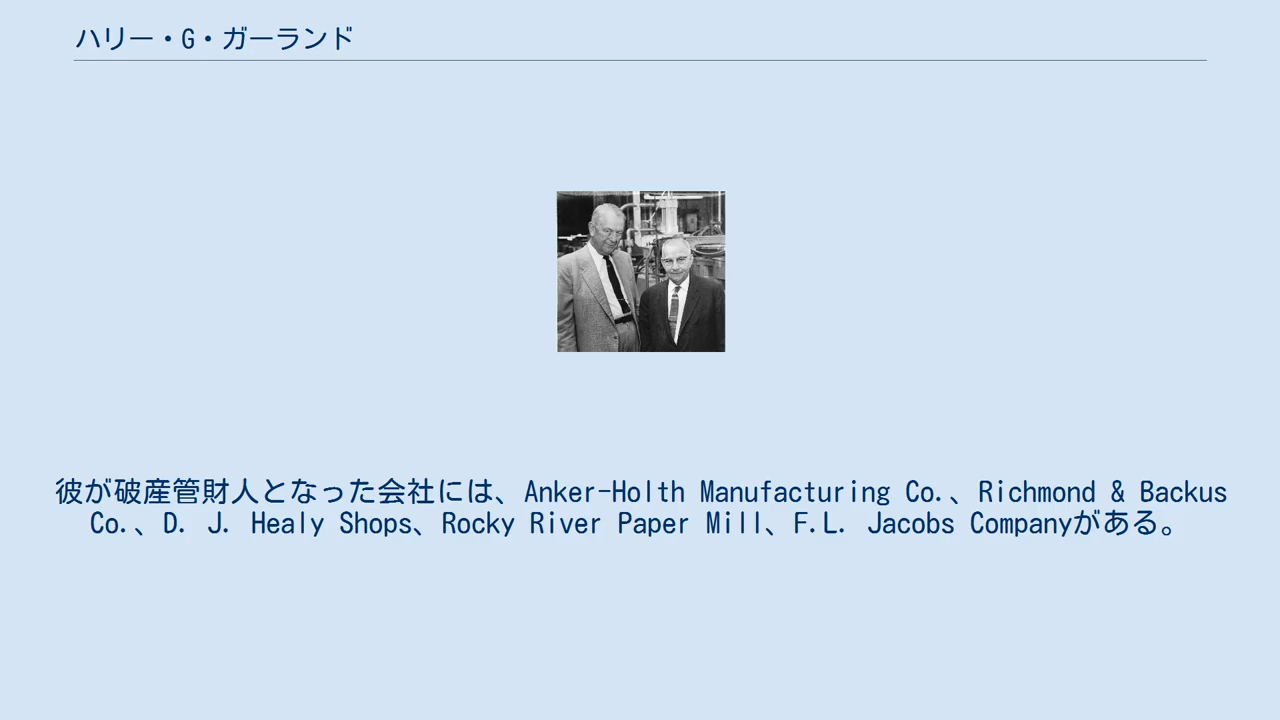 ハリー・G・ガーランド
彼が破産管財人となった会社には、Anker-Holth Manufacturing Co.、Richmond & Backus
Co.、D. J. Healy Shops、Rocky River Paper Mill、F.L. Jacobs Companyがある。